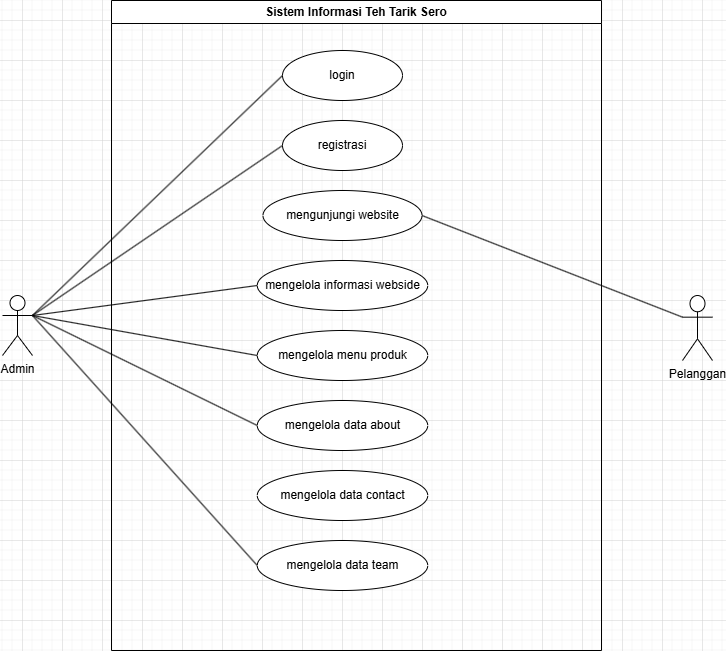 Sistem Informasi Teh Tarik Sero
login
registrasi
mengunjungi website
mengelola informasi webside
mengelola menu produk
Admin
Pelanggan
mengelola data about
mengelola data contact
mengelola data team